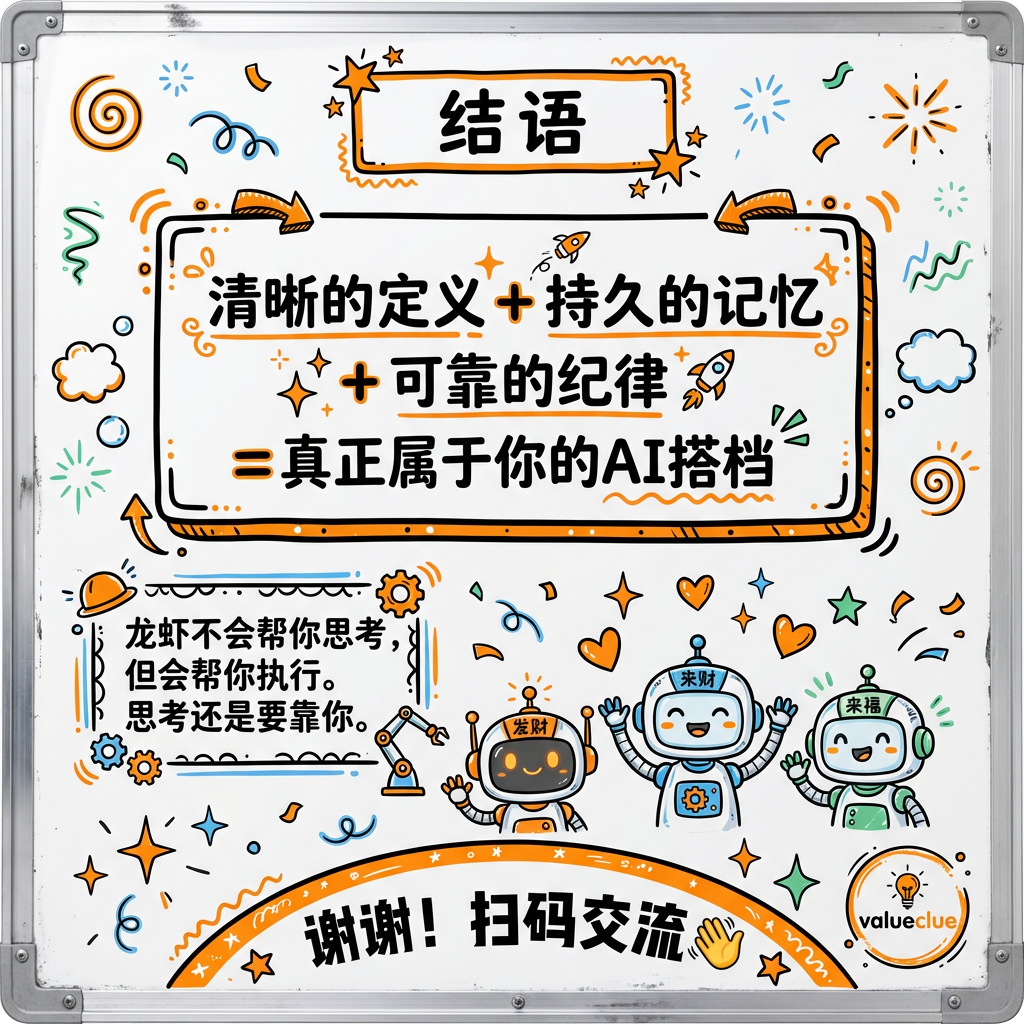 结语
清晰的定义+持久的记忆
+可靠的纪律
=真正属于你的AI搭档
龙虾不会帮你思考，
但会帮你执行。
思考还是要靠你。
发财
来财
来福
谢谢！扫码交流👋
valueclue